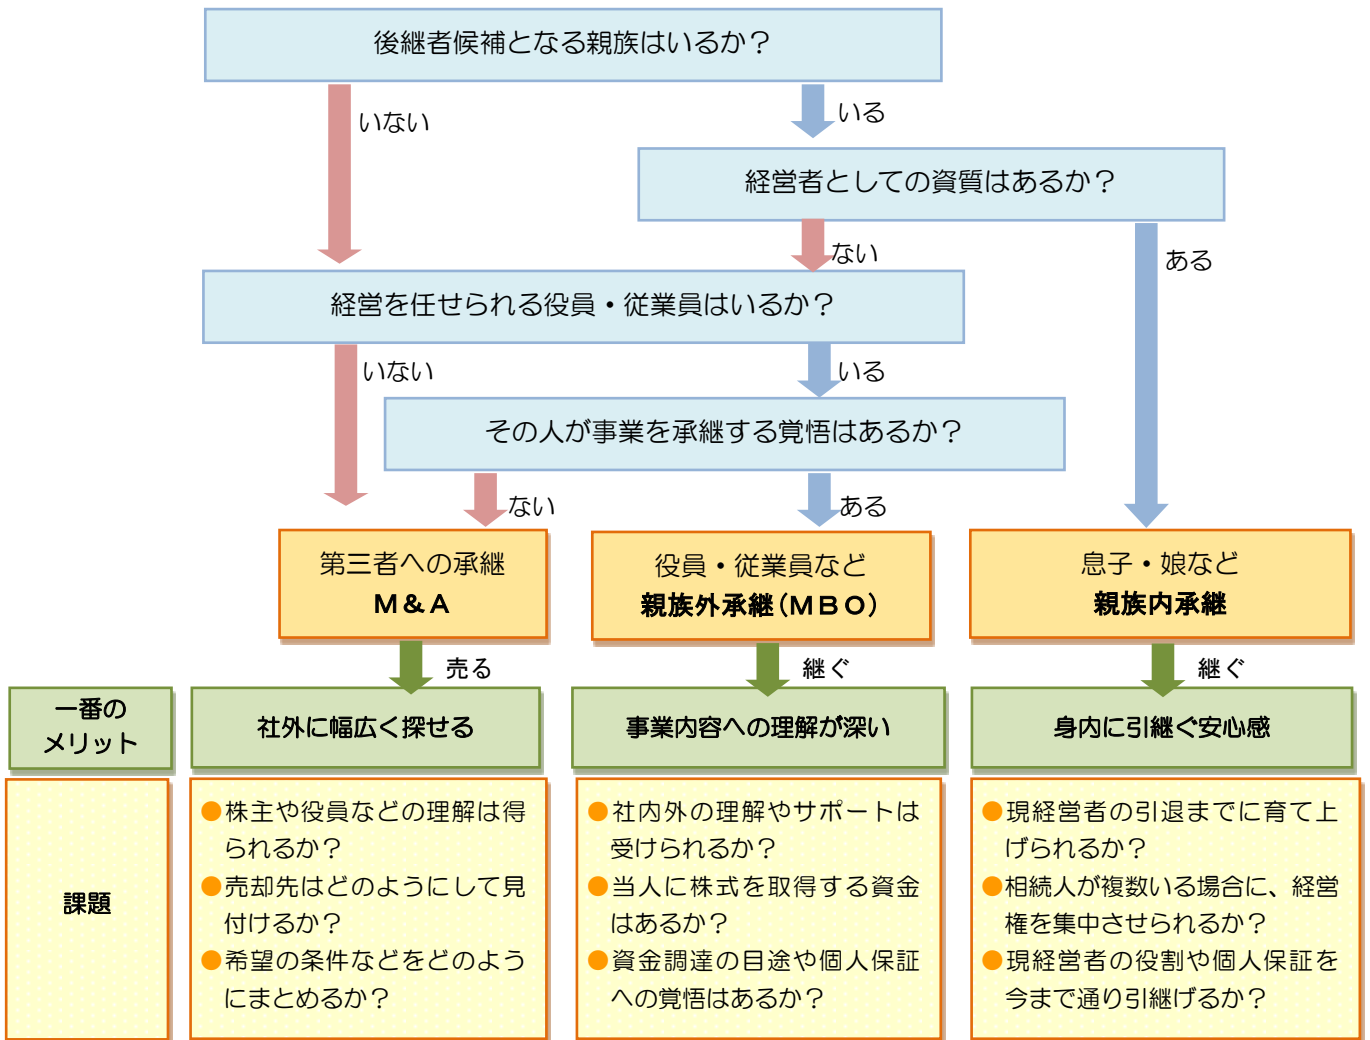 後継者候補となる親族はいるか？
いない
いる
経営者としての資質はあるか？
ない
ある
経営を任せられる役員・従業員はいるか？
いない
いる
その人が事業を承継する覚悟はあるか？
ない
ある
第三者への承継
Ｍ＆Ａ
役員・従業員など
親族外承継（ＭＢＯ）
息子・娘など
親族内承継
売る
継ぐ
継ぐ
一番の
メリット
社外に幅広く探せる
事業内容への理解が深い
身内に引継ぐ安心感
課題
●株主や役員などの理解は得
られるか？
●売却先はどのようにして見
付けるか？
●希望の条件などをどのよう
にまとめるか？
●社内外の理解やサポートは
受けられるか？
●当人に株式を取得する資金
はあるか？
●資金調達の目途や個人保証
への覚悟はあるか？
●現経営者の引退までに育て上
げられるか？
●相続人が複数いる場合に、経営
権を集中させられるか？
●現経営者の役割や個人保証を
今まで通り引継げるか？